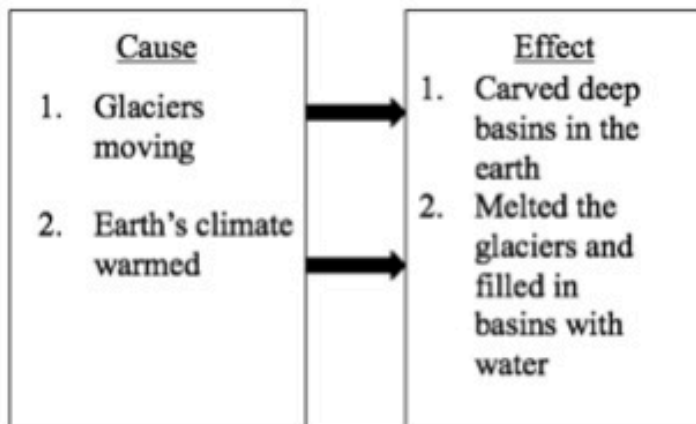 Cause
1. Glaciers
moving
2. Earth's climate
warmed
Effect
1. Carved deep
basins in the
earth
2. Melted the
glaciers and
filled in
basins with
water